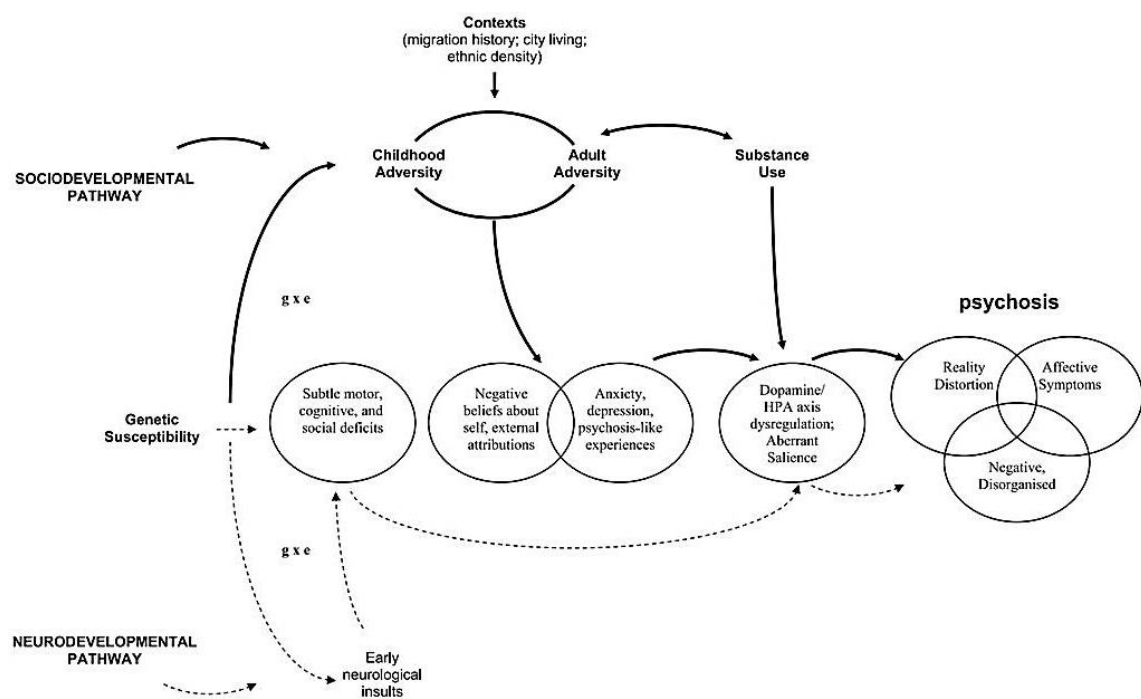 Contexts
(migration history; city living;
ethnic density)
Childhood
Adversity
Adult
Adversity
Substance
Use
SOCIODEVELOPMENTAL
PATHWAY
g x e
psychosis
Genetic
Susceptibility
Subtle motor,
cognitive, and
social deficits
Negative
beliefs about
self, external
attributions
Anxiety,
depression,
psychosis-like
experiences
Dopamine/
HPA axis
dysregulation;
Aberrant
Salience
Reality
Distortion
Affective
Symptoms
Negative,
Disorganised
g x e
NEURODEVELOPMENTAL
PATHWAY
Early
neurological
insults